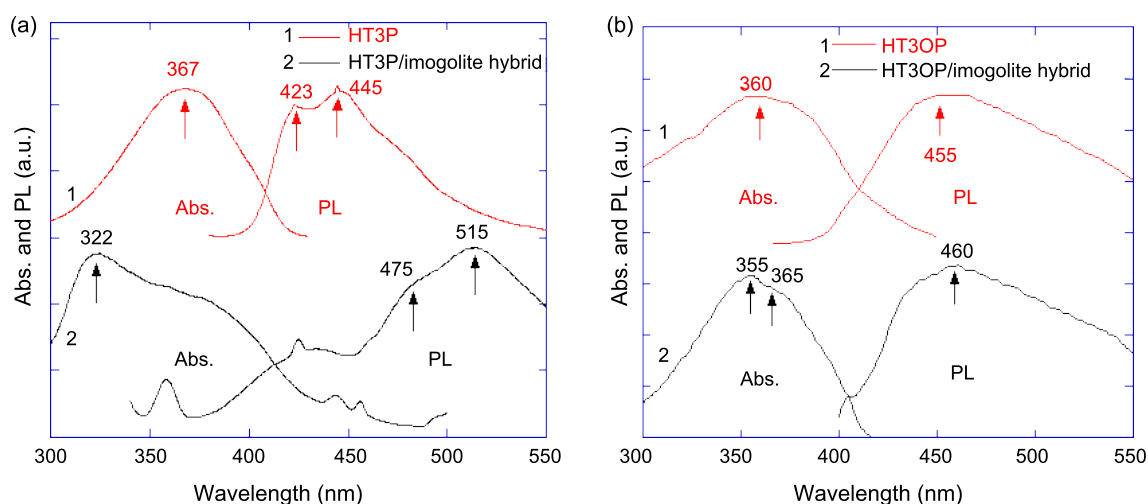 (a)
1 HT3P
2 HT3P/imogolite hybrid
367
423
445
1
Abs.
PL
322
515
475
2
Abs.
PL
Abs. and PL (a.u.)
300 350 400 450 500 550
Wavelength (nm)
(b)
1 HT3OP
2 HT3OP/imogolite hybrid
360
1
455
Abs.
PL
355
365
460
2
Abs.
PL
Abs. and PL (a.u.)
300 350 400 450 500 550
Wavelength (nm)